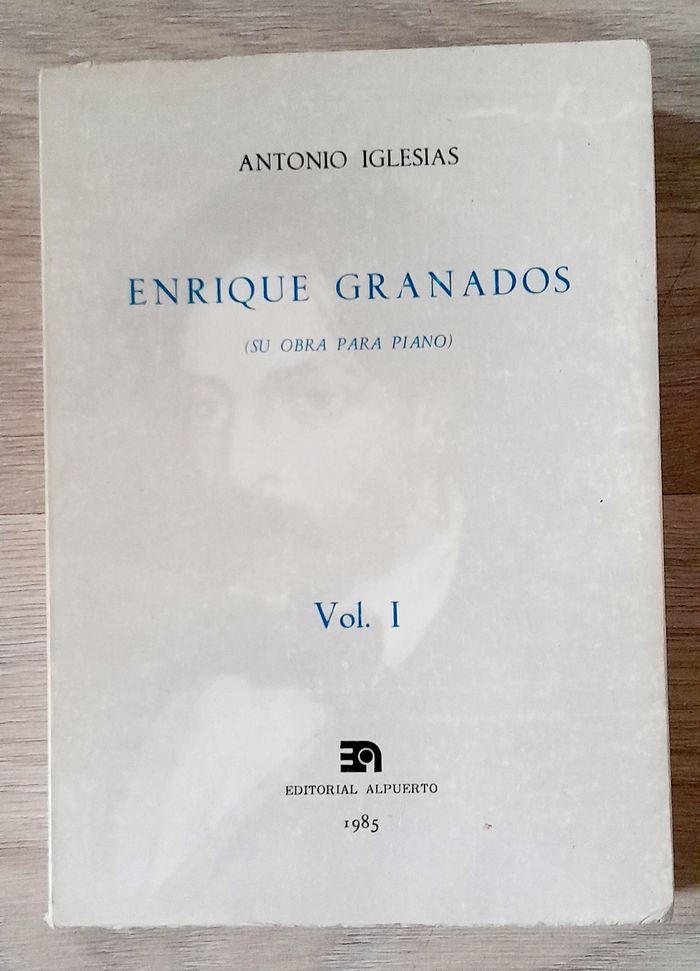 ANTONIO IGLESIAS
ENRIQUE GRANADOS
(SU OBRA PARA PIANO)
Vol. I
EDITORIAL ALPUERTO
1985